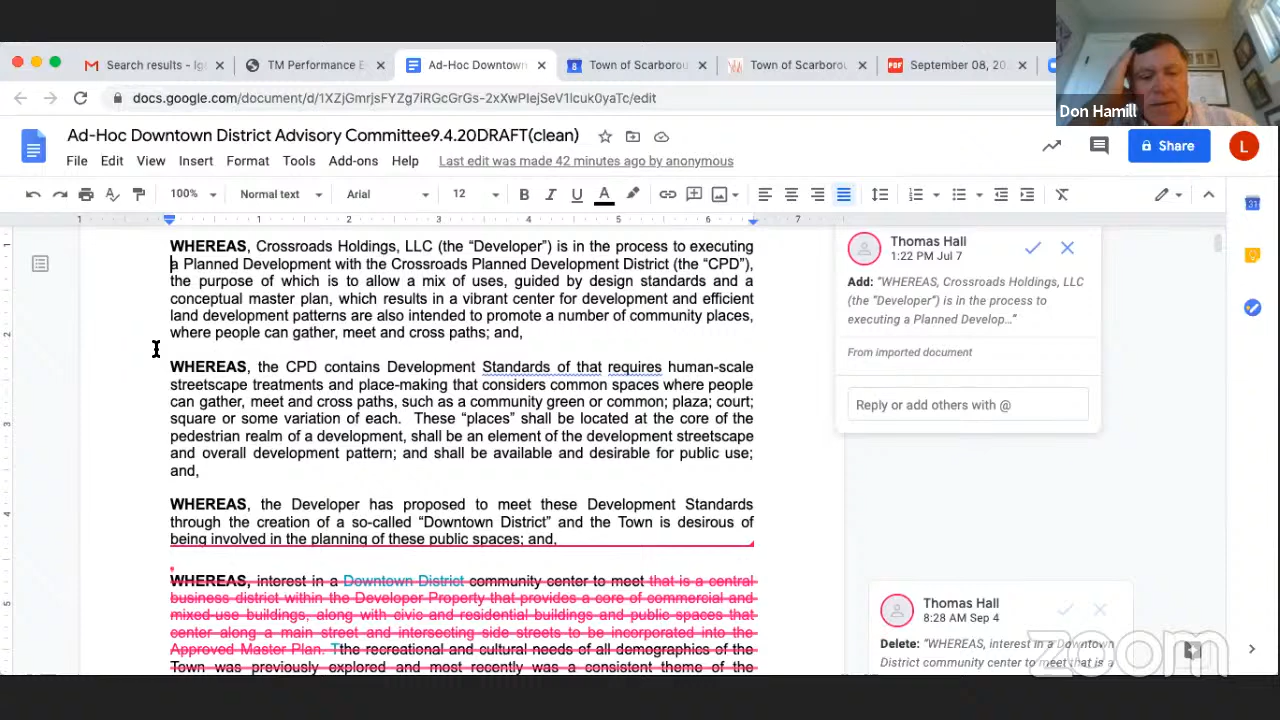 Search results - Ig
TM Performance E
Ad-Hoc Downtown
Town of Scarborou
Town of Scarboro
September 08, 20
docs.google.com/document/d/1XZjGmrjsFYZg7iRGcGrGs-2xXwPIejSeV1lcuk0yaTc/edit
Don Hamill
Ad-Hoc Downtown District Advisory Committee9.4.20DRAFT(clean)
File Edit View Insert Format Tools Add-ons Help Last edit was made 42 minutes ago by anonymous
Share
L
100% Normal text Arial 12 B I U A
1 1 2 3 4 5 6 7
WHEREAS, Crossroads Holdings, LLC (the “Developer”) is in the process to executing
a Planned Development with the Crossroads Planned Development District (the “CPD”),
the purpose of which is to allow a mix of uses, guided by design standards and a
conceptual master plan, which results in a vibrant center for development and efficient
land development patterns are also intended to promote a number of community places,
where people can gather, meet and cross paths; and,
WHEREAS, the CPD contains Development Standards of that requires human-scale
streetscape treatments and place-making that considers common spaces where people
can gather, meet and cross paths, such as a community green or common; plaza; court;
square or some variation of each. These “places” shall be located at the core of the
pedestrian realm of a development, shall be an element of the development streetscape
and overall development pattern; and shall be available and desirable for public use;
and,
WHEREAS, the Developer has proposed to meet these Development Standards
through the creation of a so-called “Downtown District” and the Town is desirous of
being involved in the planning of these public spaces; and,
WHEREAS, interest in a Downtown District community center to meet that is a central
business district within the Developer Property that provides a core of commercial and
mixed-use buildings, along with civic and residential buildings and public spaces that
center along a main street and intersecting side streets to be incorporated into the
Approved Master Plan. Tthe recreational and cultural needs of all demographics of the
Town was previously explored and most recently was a consistent theme of the
Thomas Hall
1:22 PM Jul 7
Add: “WHEREAS, Crossroads Holdings, LLC
(the “Developer”) is in the process to
executing a Planned Develop...”
From imported document
Reply or add others with @
Thomas Hall
8:28 AM Sep 4
Delete: “WHEREAS, interest in a Downtown
District community center to meet that is a
zoom